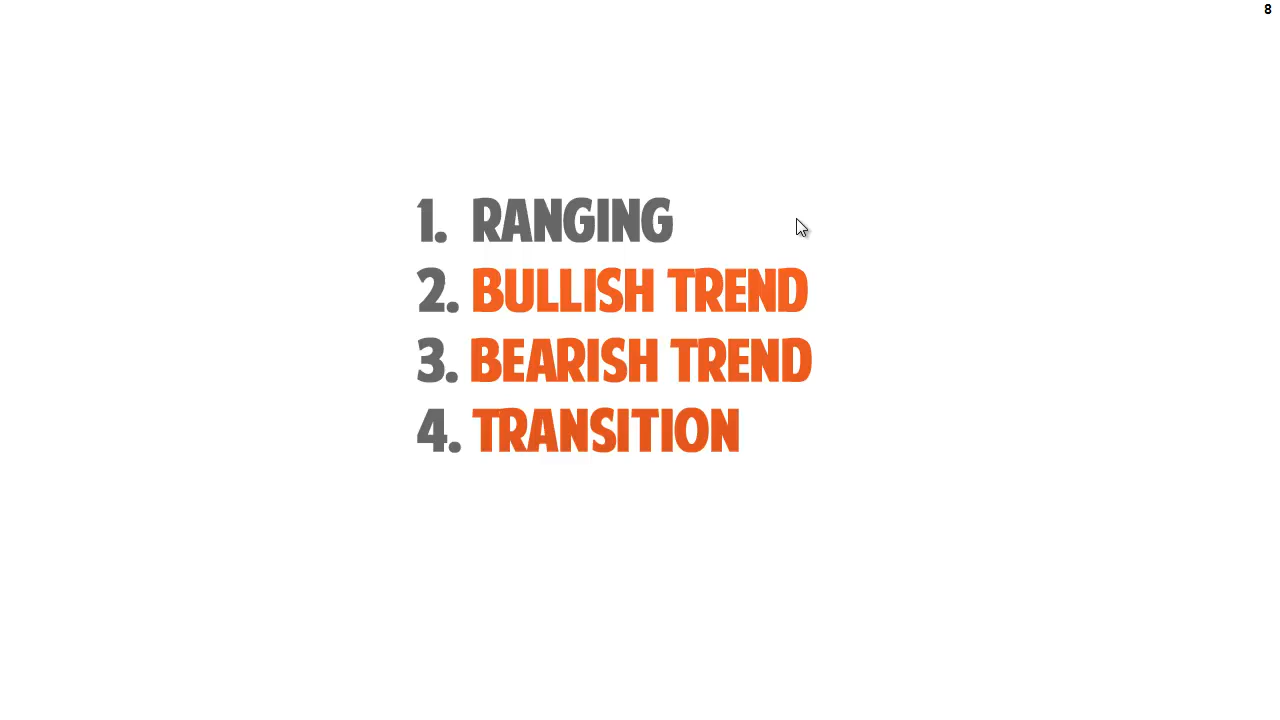 8
1. RANGING
2. BULLISH TREND
3. BEARISH TREND
4. TRANSITION